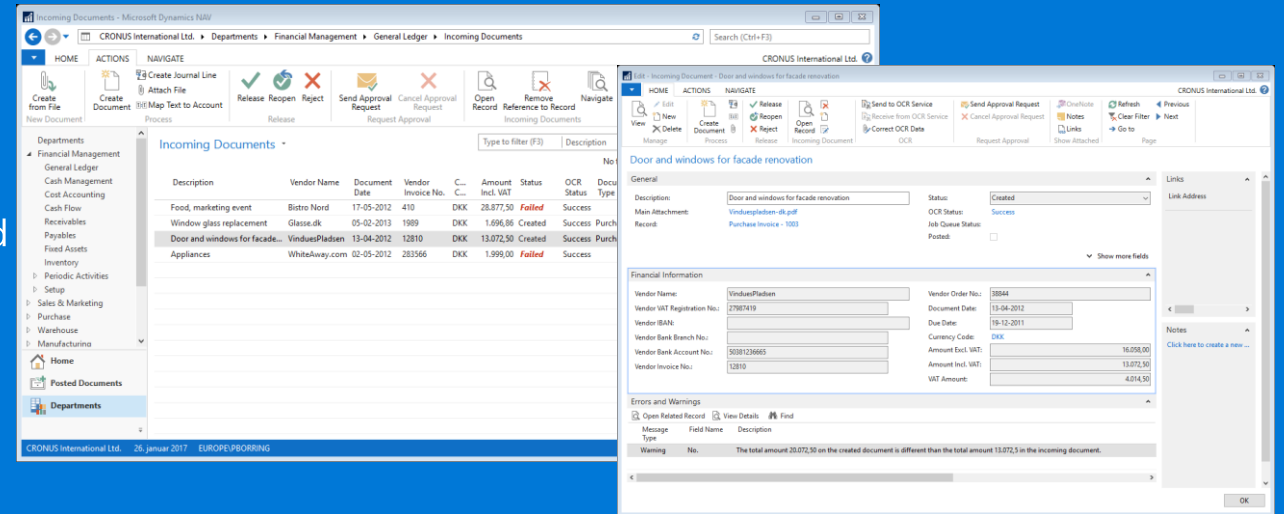 Incoming Documents - Microsoft Dynamics NAV
CRONUS International Ltd. Departments Financial Management General Ledger Incoming Documents
Search (Ctrl+F3)
HOME ACTIONS NAVIGATE
CRONUS International Ltd.
Create from File
Create Document
Create Journal Line
Attach File
Map Text to Account
Release Reopen Reject
Send Approval Request
Cancel Approval Request
Open Record
Remove Reference to Record
Navigate
New Document Process Release Request Approval Incoming Documents
Departments
Financial Management
General Ledger
Cash Management
Cost Accounting
Cash Flow
Receivables
Payables
Fixed Assets
Inventory
Periodic Activities
Setup
Sales & Marketing
Purchase
Warehouse
Manufacturing
Home
Posted Documents
Departments
Incoming Documents
Type to filter (F3) Description
Description Vendor Name Document Date Vendor Invoice No. C... C... Amount Incl. VAT Status OCR Status Type
Food, marketing event Bistro Nord 17-05-2012 410 DKK 28.877,50 Failed Success
Window glass replacement Glasse.dk 05-02-2013 1989 DKK 1.696,86 Created Success Purch
Door and windows for facade... VinduesPladsen 13-04-2012 12810 DKK 13.072,50 Created Success Purch
Appliances WhiteAway.com 02-05-2012 283566 DKK 1.999,00 Failed Success
CRONUS International Ltd. 26. januar 2017 EUROPE\PBORRING
Edit - Incoming Document - Door and windows for facade renovation
HOME ACTIONS NAVIGATE
CRONUS International Ltd.
View
Edit
New
Delete
Create Document
Release
Reopen
Reject
Open Record
Send to OCR Service
Receive from OCR Service
Correct OCR Data
Send Approval Request
Cancel Approval Request
OneNote
Notes
Links
Refresh
Clear Filter
Go to
Previous
Next
Manage Process Release Incoming Document OCR Request Approval Show Attached Page
Door and windows for facade renovation
General
Description: Door and windows for facade renovation
Main Attachment: Vinduespladsen-dk.pdf
Record: Purchase Invoice - 1003
Status: Created
OCR Status: Success
Job Queue Status:
Posted:
Show more fields
Financial Information
Vendor Name: VinduesPladsen
Vendor VAT Registration No.: 27987419
Vendor IBAN:
Vendor Bank Branch No.:
Vendor Bank Account No.: 50381236665
Vendor Invoice No.: 12810
Vendor Order No.: 38844
Document Date: 13-04-2012
Due Date: 19-12-2011
Currency Code: DKK
Amount Excl. VAT: 16.058,00
Amount Incl. VAT: 13.072,50
VAT Amount: 4.014,50
Errors and Warnings
Open Related Record View Details Find
Message Type Field Name Description
Warning No. The total amount 20.072,50 on the created document is different than the total amount 13.072,5 in the incoming document.
Links
Link Address
Notes
Click here to create a new ...
OK